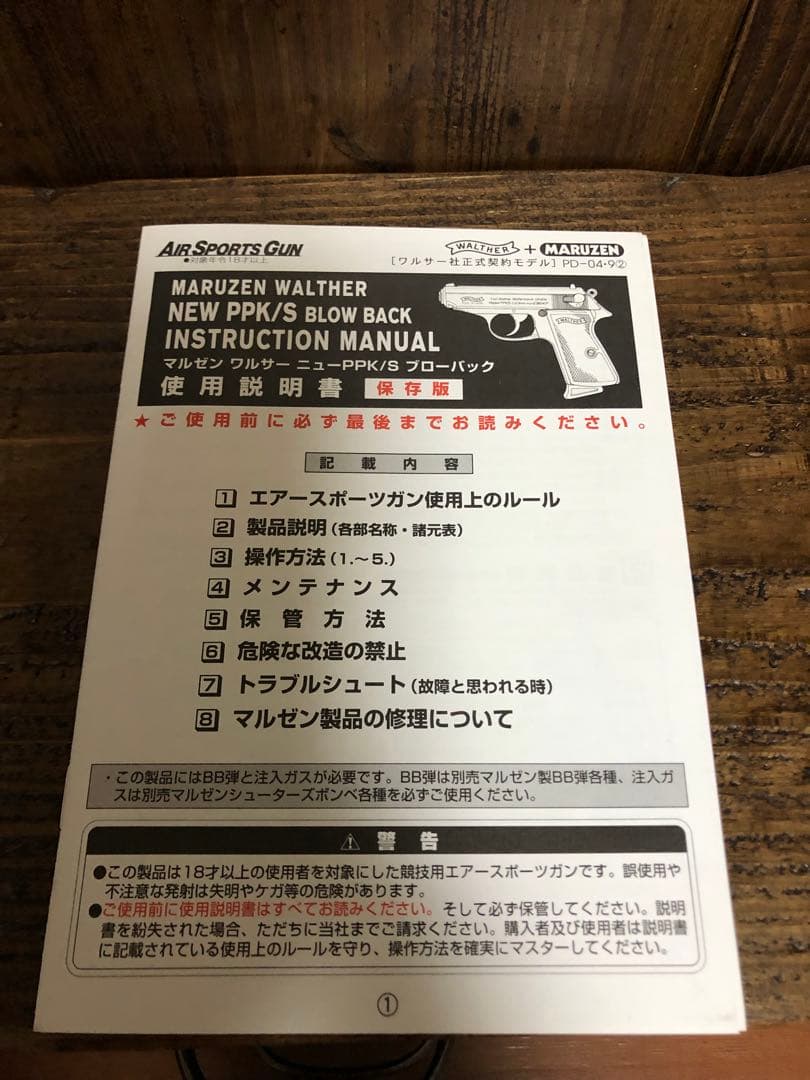 AIR SPORTS GUN
●対象年令18才以上
WALTHER + MARUZEN
[ワルサー社正式契約モデル] PD-04・9②
MARUZEN WALTHER
NEW PPK/S BLOW BACK
INSTRUCTION MANUAL
マルゼン ワルサー ニューPPK/S ブローバック
使用説明書 保存版
WALTHER
★ご使用前に必ず最後までお読みください。
記載内容
1 エアースポーツガン使用上のルール
2 製品説明(各部名称・諸元表)
3 操作方法(1.〜5.)
4 メンテナンス
5 保管方法
6 危険な改造の禁止
7 トラブルシュート(故障と思われる時)
8 マルゼン製品の修理について
・この製品にはBB弾と注入ガスが必要です。BB弾は別売マルゼン製BB弾各種、注入ガ
スは別売マルゼンシューターズボンベ各種を必ずご使用ください。
⚠ 警告
●この製品は18才以上の使用者を対象にした競技用エアースポーツガンです。誤使用や
不注意な発射は失明やケガ等の危険があります。
●ご使用前に使用説明書はすべてお読みください。そして必ず保管してください。説明
書を紛失された場合、ただちに当社までご請求ください。購入者及び使用者は説明書
に記載されている使用上のルールを守り、操作方法を確実にマスターしてください。
①